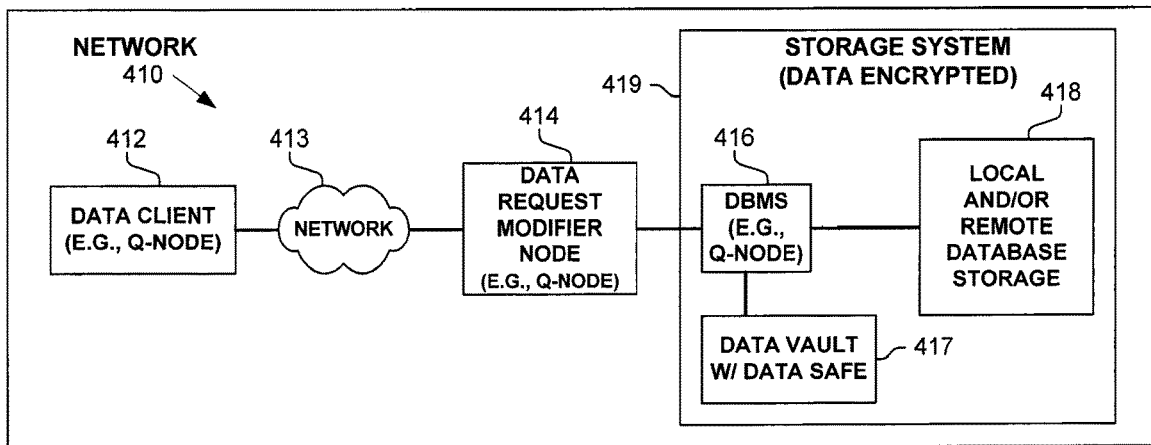 NETWORK
410
STORAGE SYSTEM
(DATA ENCRYPTED)
419
412
413
414
416
418
DATA CLIENT
(E.G., Q-NODE)
NETWORK
DATA
REQUEST
MODIFIER
NODE
(E.G., Q-NODE)
DBMS
(E.G.,
Q-NODE)
LOCAL
AND/OR
REMOTE
DATABASE
STORAGE
DATA VAULT
W/ DATA SAFE
417